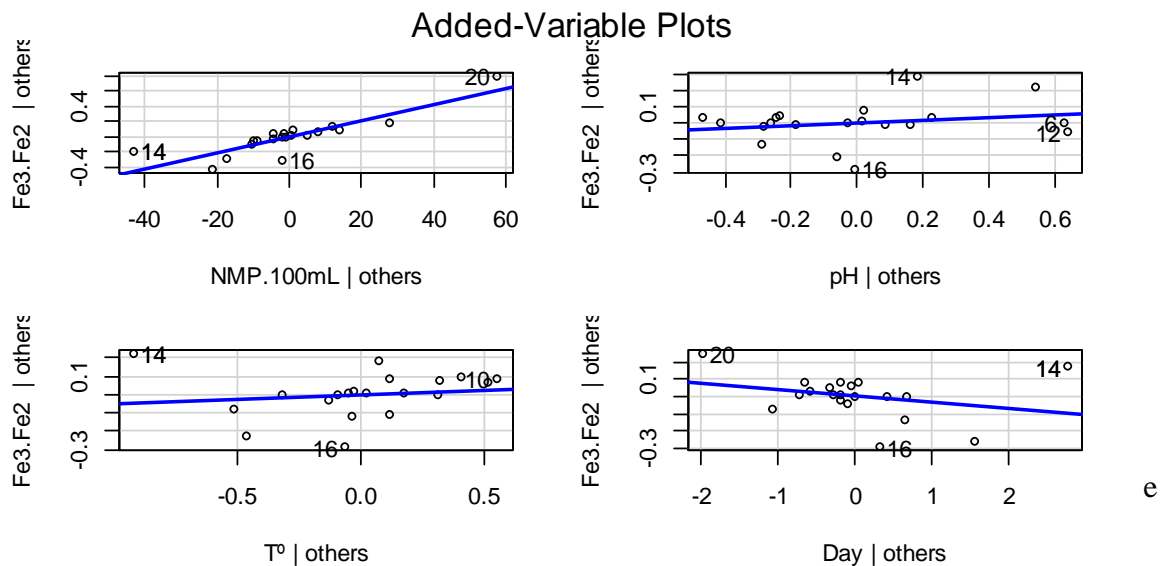 Added-Variable Plots
Fe3.Fe2 | others
-0.4 0.4
14
16
20
-40 -20 0 20 40 60
NMP.100mL | others
Fe3.Fe2 | others
-0.3 0.1
14
16
6
12
-0.4 -0.2 0.0 0.2 0.4 0.6
pH | others
Fe3.Fe2 | others
-0.3 0.1
14
16
10
-0.5 0.0 0.5
Tº | others
Fe3.Fe2 | others
-0.3 0.1
20
14
16
-2 -1 0 1 2
Day | others
e